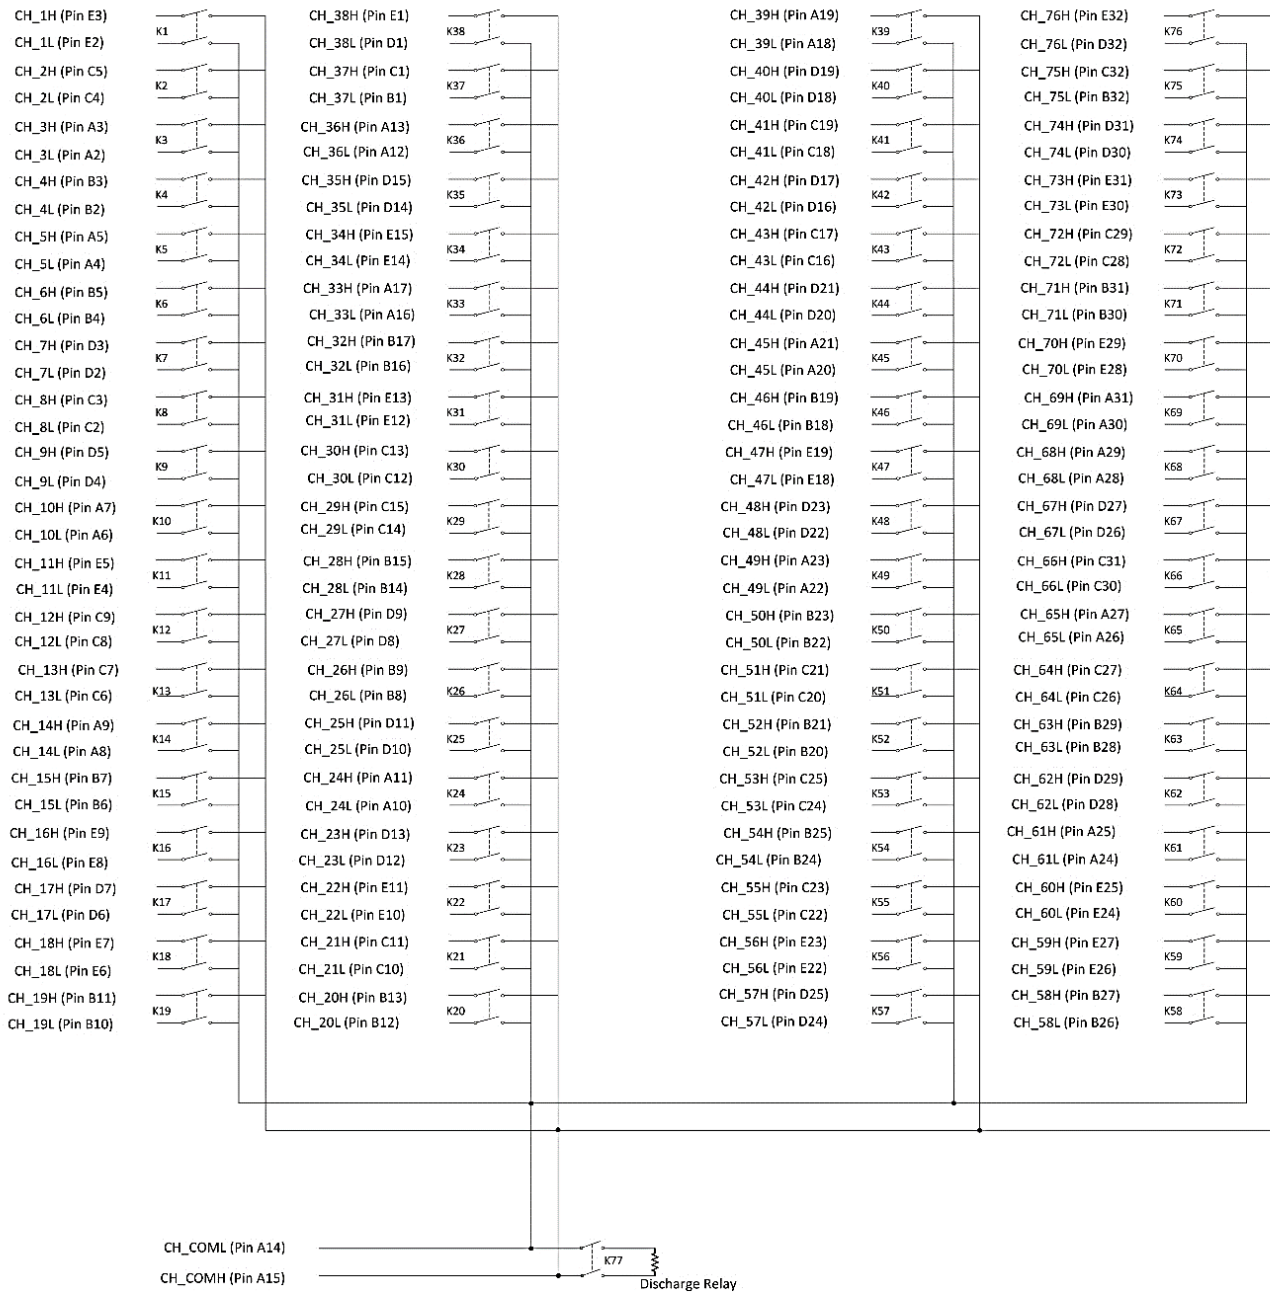 CH_1H (Pin E3)
K1
CH_1L (Pin E2)
CH_2H (Pin C5)
K2
CH_2L (Pin C4)
CH_3H (Pin A3)
K3
CH_3L (Pin A2)
CH_4H (Pin B3)
K4
CH_4L (Pin B2)
CH_5H (Pin A5)
K5
CH_5L (Pin A4)
CH_6H (Pin B5)
K6
CH_6L (Pin B4)
CH_7H (Pin D3)
K7
CH_7L (Pin D2)
CH_8H (Pin C3)
K8
CH_8L (Pin C2)
CH_9H (Pin D5)
K9
CH_9L (Pin D4)
CH_10H (Pin A7)
K10
CH_10L (Pin A6)
CH_11H (Pin E5)
K11
CH_11L (Pin E4)
CH_12H (Pin C9)
K12
CH_12L (Pin C8)
CH_13H (Pin C7)
K13
CH_13L (Pin C6)
CH_14H (Pin A9)
K14
CH_14L (Pin A8)
CH_15H (Pin B7)
K15
CH_15L (Pin B6)
CH_16H (Pin E9)
K16
CH_16L (Pin E8)
CH_17H (Pin D7)
K17
CH_17L (Pin D6)
CH_18H (Pin E7)
K18
CH_18L (Pin E6)
CH_19H (Pin B11)
K19
CH_19L (Pin B10)
CH_38H (Pin E1)
K38
CH_38L (Pin D1)
CH_37H (Pin C1)
K37
CH_37L (Pin B1)
CH_36H (Pin A13)
K36
CH_36L (Pin A12)
CH_35H (Pin D15)
K35
CH_35L (Pin D14)
CH_34H (Pin E15)
K34
CH_34L (Pin E14)
CH_33H (Pin A17)
K33
CH_33L (Pin A16)
CH_32H (Pin B17)
K32
CH_32L (Pin B16)
CH_31H (Pin E13)
K31
CH_31L (Pin E12)
CH_30H (Pin C13)
K30
CH_30L (Pin C12)
CH_29H (Pin C15)
K29
CH_29L (Pin C14)
CH_28H (Pin B15)
K28
CH_28L (Pin B14)
CH_27H (Pin D9)
K27
CH_27L (Pin D8)
CH_26H (Pin B9)
K26
CH_26L (Pin B8)
CH_25H (Pin D11)
K25
CH_25L (Pin D10)
CH_24H (Pin A11)
K24
CH_24L (Pin A10)
CH_23H (Pin D13)
K23
CH_23L (Pin D12)
CH_22H (Pin E11)
K22
CH_22L (Pin E10)
CH_21H (Pin C11)
K21
CH_21L (Pin C10)
CH_20H (Pin B13)
K20
CH_20L (Pin B12)
CH_39H (Pin A19)
K39
CH_39L (Pin A18)
CH_40H (Pin D19)
K40
CH_40L (Pin D18)
CH_41H (Pin C19)
K41
CH_41L (Pin C18)
CH_42H (Pin D17)
K42
CH_42L (Pin D16)
CH_43H (Pin C17)
K43
CH_43L (Pin C16)
CH_44H (Pin D21)
K44
CH_44L (Pin D20)
CH_45H (Pin A21)
K45
CH_45L (Pin A20)
CH_46H (Pin B19)
K46
CH_46L (Pin B18)
CH_47H (Pin E19)
K47
CH_47L (Pin E18)
CH_48H (Pin D23)
K48
CH_48L (Pin D22)
CH_49H (Pin A23)
K49
CH_49L (Pin A22)
CH_50H (Pin B23)
K50
CH_50L (Pin B22)
CH_51H (Pin C21)
K51
CH_51L (Pin C20)
CH_52H (Pin B21)
K52
CH_52L (Pin B20)
CH_53H (Pin C25)
K53
CH_53L (Pin C24)
CH_54H (Pin B25)
K54
CH_54L (Pin B24)
CH_55H (Pin C23)
K55
CH_55L (Pin C22)
CH_56H (Pin E23)
K56
CH_56L (Pin E22)
CH_57H (Pin D25)
K57
CH_57L (Pin D24)
CH_76H (Pin E32)
K76
CH_76L (Pin D32)
CH_75H (Pin C32)
K75
CH_75L (Pin B32)
CH_74H (Pin D31)
K74
CH_74L (Pin D30)
CH_73H (Pin E31)
K73
CH_73L (Pin E30)
CH_72H (Pin C29)
K72
CH_72L (Pin C28)
CH_71H (Pin B31)
K71
CH_71L (Pin B30)
CH_70H (Pin E29)
K70
CH_70L (Pin E28)
CH_69H (Pin A31)
K69
CH_69L (Pin A30)
CH_68H (Pin A29)
K68
CH_68L (Pin A28)
CH_67H (Pin D27)
K67
CH_67L (Pin D26)
CH_66H (Pin C31)
K66
CH_66L (Pin C30)
CH_65H (Pin A27)
K65
CH_65L (Pin A26)
CH_64H (Pin C27)
K64
CH_64L (Pin C26)
CH_63H (Pin B29)
K63
CH_63L (Pin B28)
CH_62H (Pin D29)
K62
CH_62L (Pin D28)
CH_61H (Pin A25)
K61
CH_61L (Pin A24)
CH_60H (Pin E25)
K60
CH_60L (Pin E24)
CH_59H (Pin E27)
K59
CH_59L (Pin E26)
CH_58H (Pin B27)
K58
CH_58L (Pin B26)
CH_COML (Pin A14)
K77
CH_COMH (Pin A15)
Discharge Relay